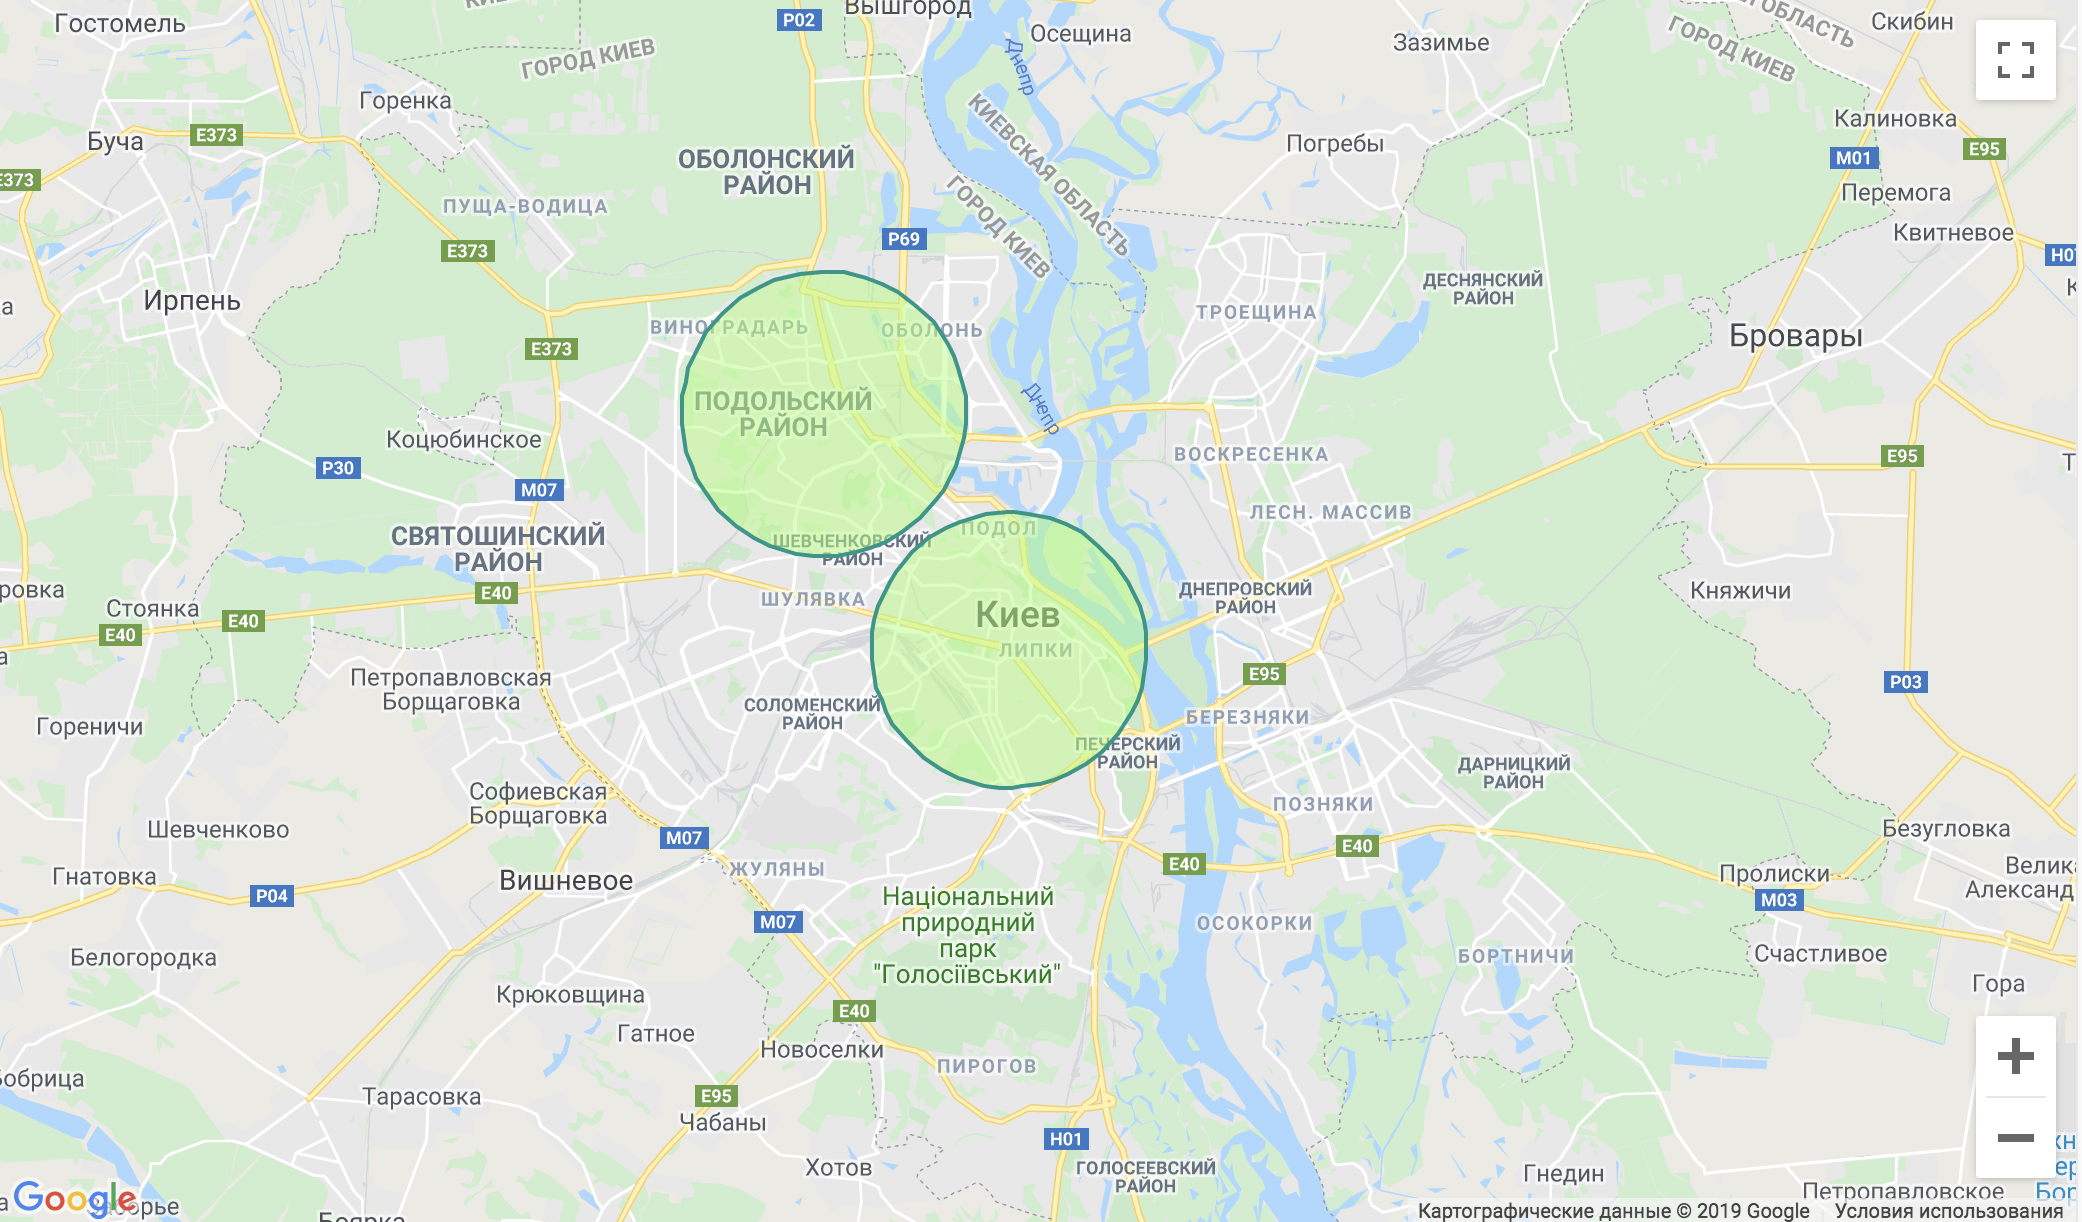 Гостомель
P02
Вышгород
Осещина
Скибин
ГОРОД КИЕВ
Зазимье
ОБЛАСТЬ
ГОРОД КИЕВ
Днепр
Горенка
Буча
E373
КИЕВСКАЯ ОБЛАСТЬ
Погребы
Калиновка
E95
M01
ОБОЛОНСКИЙ
РАЙОН
E373
ГОРОД КИЕВ
Перемога
ПУЩА-ВОДИЦА
P69
Квитневое
E373
Ирпень
ДЕСНЯНСКИЙ
РАЙОН
ТРОЕЩИНА
ВИНОГРАДАРЬ
ОБОЛОНЬ
Бровары
E373
ПОДОЛЬСКИЙ
РАЙОН
Днепр
Коцюбинское
P30
M07
ВОСКРЕСЕНКА
E95
ЛЕСН. МАССИВ
СВЯТОШИНСКИЙ
РАЙОН
ШЕВЧЕНКОВСКИЙ
РАЙОН
ПОДОЛ
E40
ШУЛЯВКА
ДНЕПРОВСКИЙ
РАЙОН
Княжичи
Стоянка
E40
E40
Киев
ЛИПКИ
E95
Петропавловская
Борщаговка
P03
СОЛОМЕНСКИЙ
РАЙОН
БЕРЕЗНЯКИ
Гореничи
ПЕЧЕРСКИЙ
РАЙОН
ДАРНИЦКИЙ
РАЙОН
Софиевская
Борщаговка
ПОЗНЯКИ
Шевченково
M07
E40
Безугловка
Гнатовка
P04
Вишневое
ЖУЛЯНЫ
E40
Пролиски
M03
Национальний
природний
парк
"Голосіївський"
M07
ОСОКОРКИ
БОРТНИЧИ
Счастливое
Белогородка
Крюковщина
E40
Гора
Гатное
Новоселки
ПИРОГОВ
Тарасовка
E95
Чабаны
H01
Хотов
ГОЛОСЕЕВСКИЙ
РАЙОН
Гнедин
Петропавловское
Google
Боярка
Картографические данные © 2019 Google
Условия использования